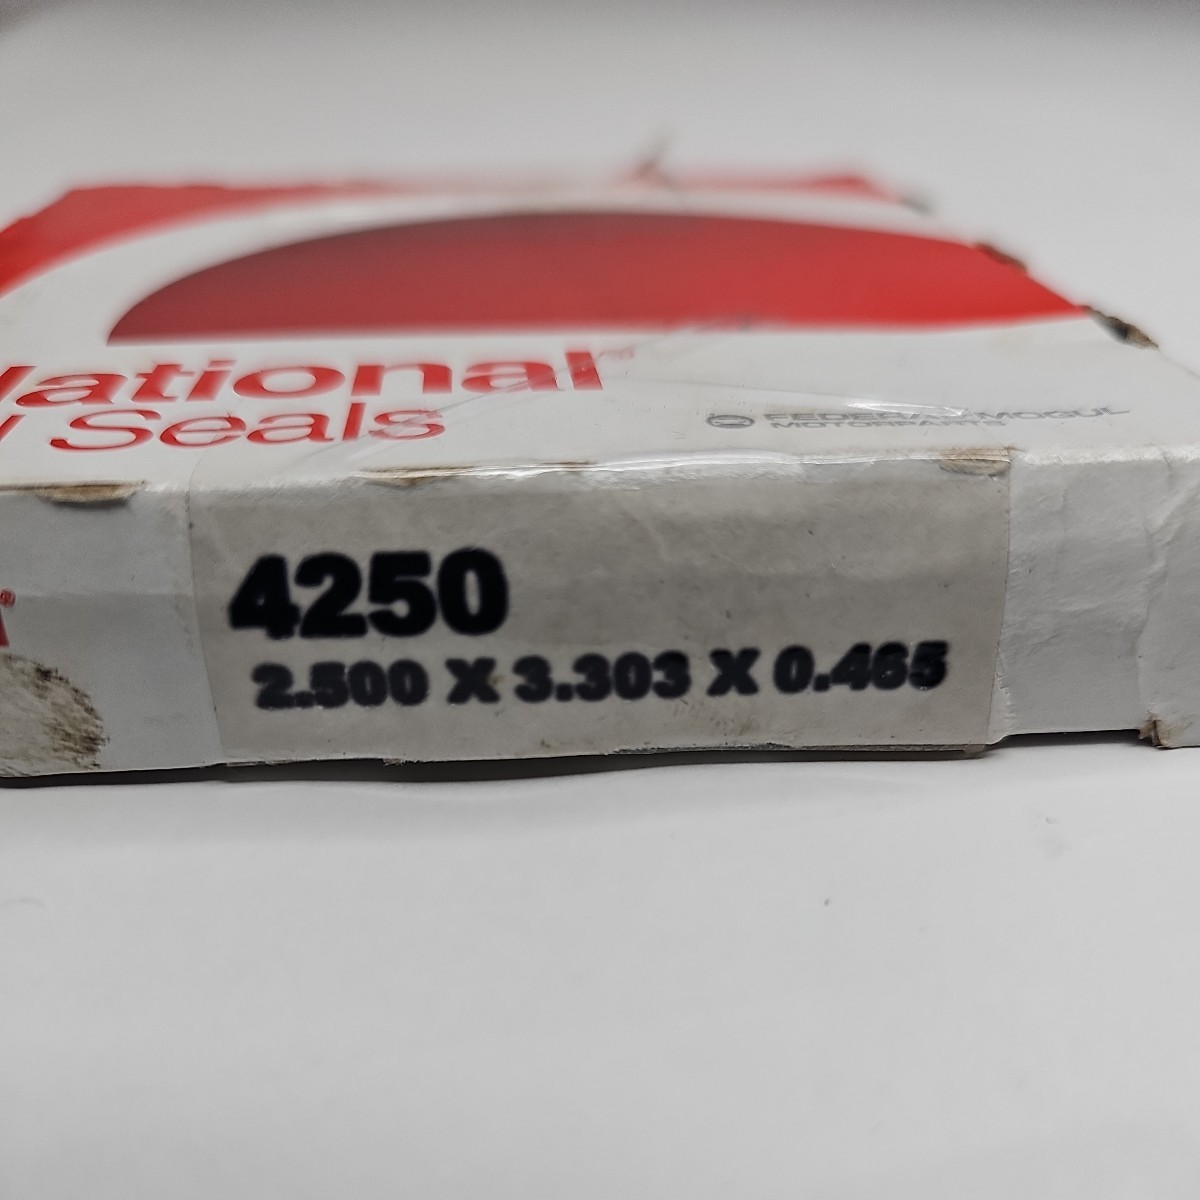 National®
Seals
FEDERAL-MOGUL
MOTORPARTS
4250
2.500 X 3.303 X 0.465